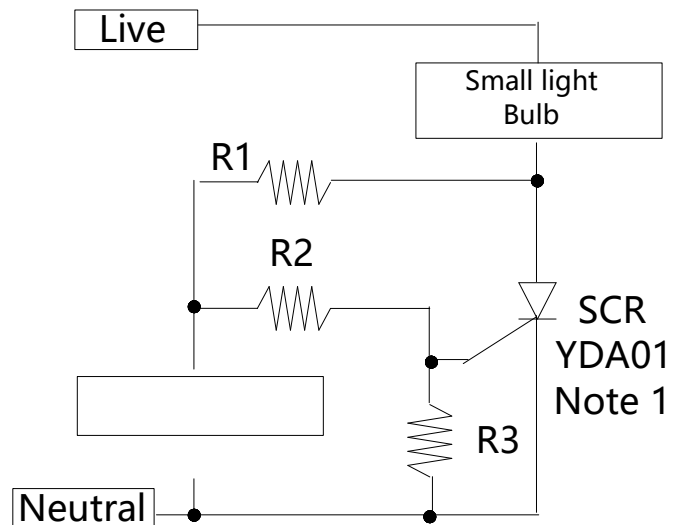 Live
Small light
Bulb
R1
R2
SCR
YDA01
Note 1
R3
Neutral